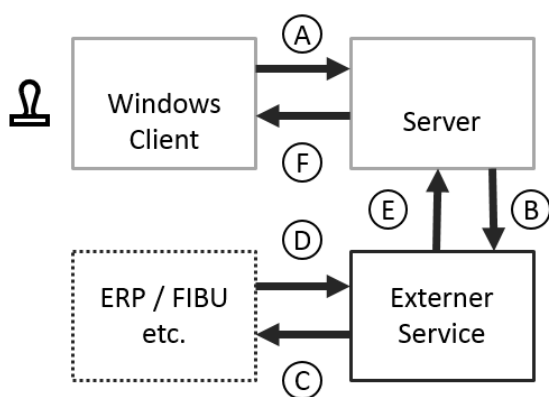 A
Windows
Client
Server
F
E
B
D
ERP / FIBU
etc.
Externer
Service
C